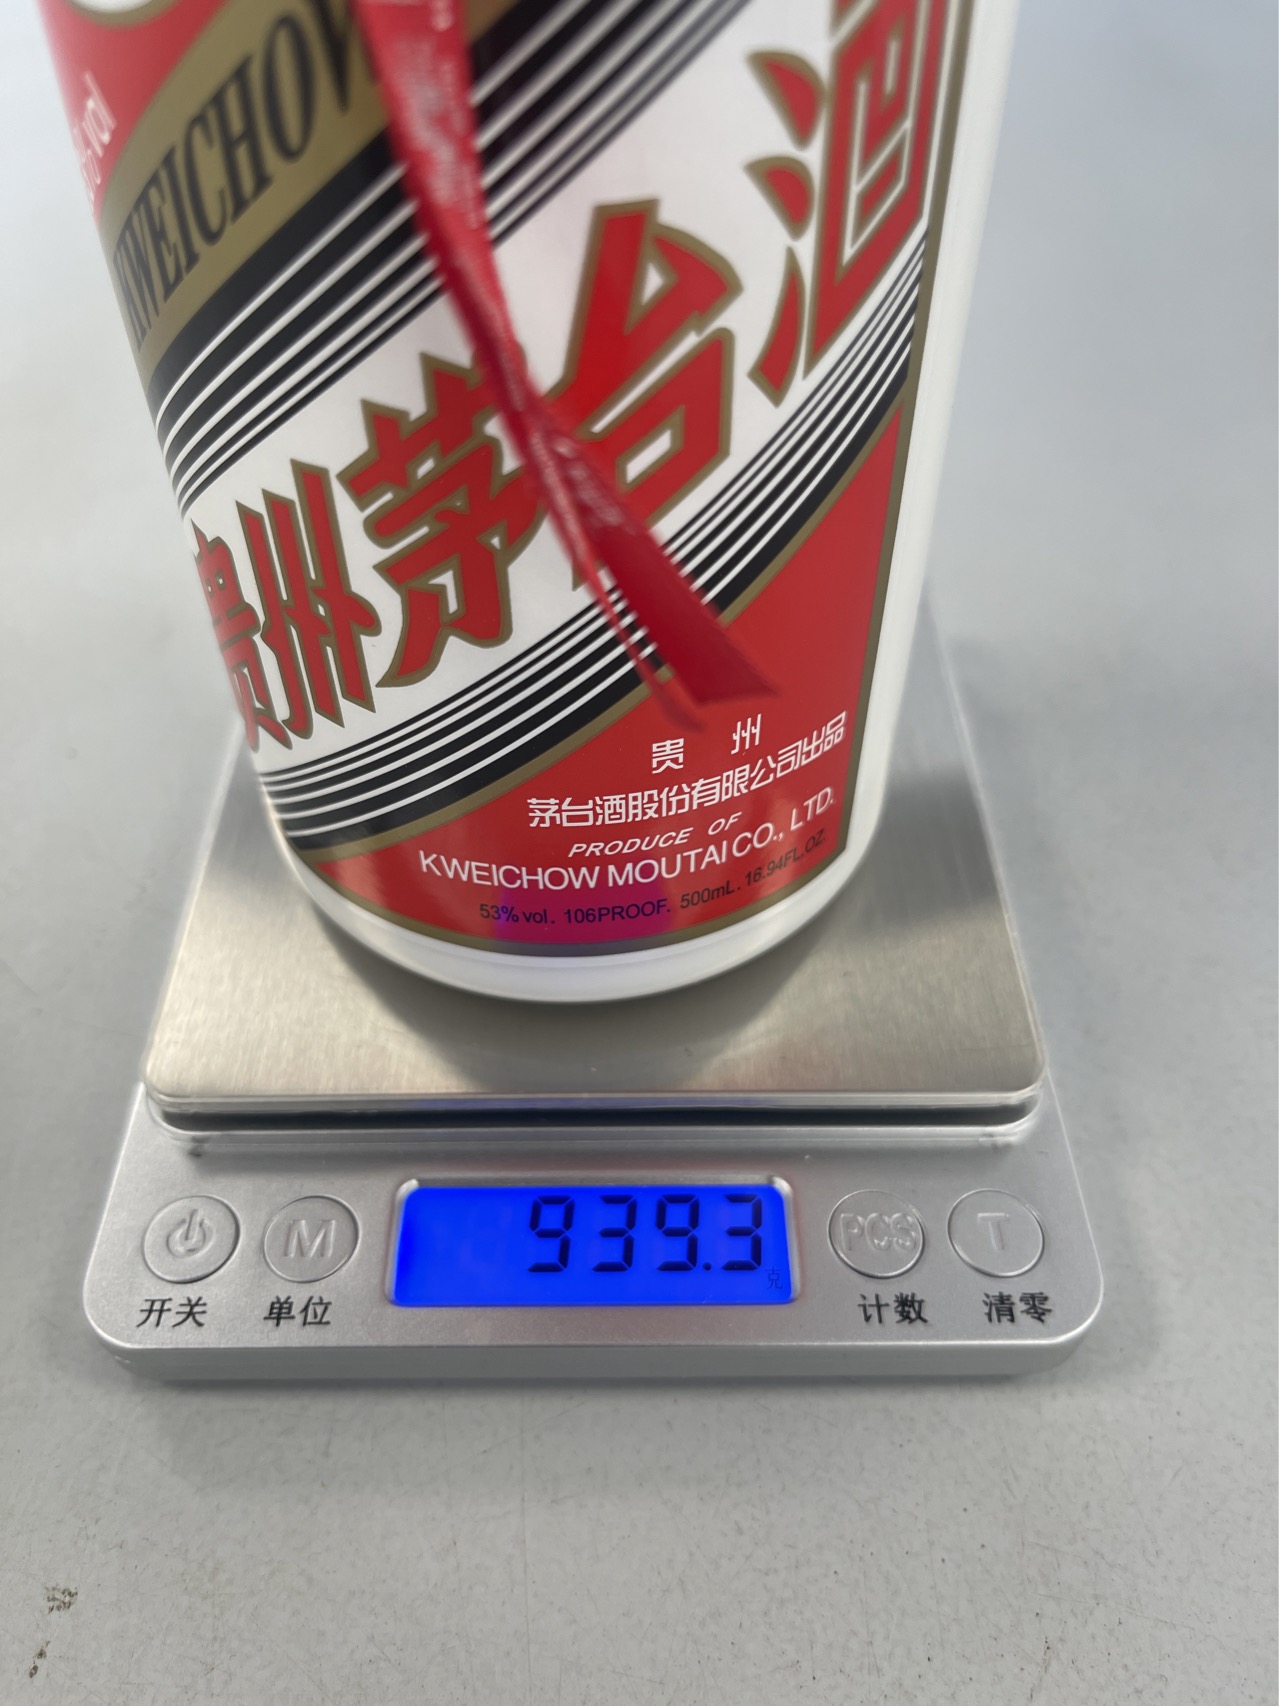 KWEICHOW
贵州茅台酒
贵州
茅台酒股份有限公司出品
PRODUCE OF
KWEICHOW MOUTAI CO., LTD.
53% vol. 106PROOF. 500mL. 16.94FL.OZ.
939.3
克
M
PCS
T
开关
单位
计数
清零